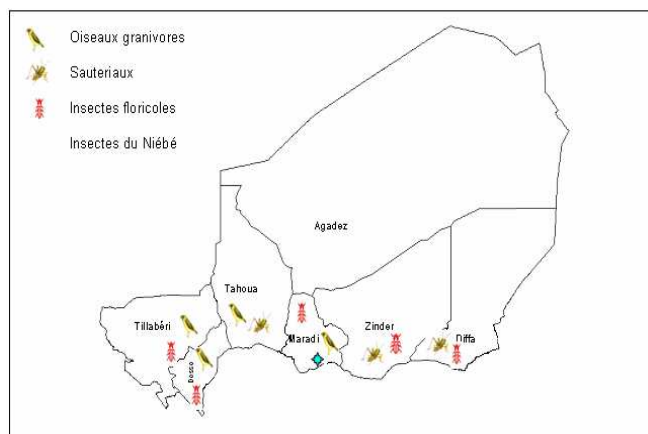 Oiseaux granivores
Sauteriaux
Insectes floricoles
Insectes du Niébé
Agadez
Tahoua
Tillabéri
Zinder
Maradi
Diffa
Dosso